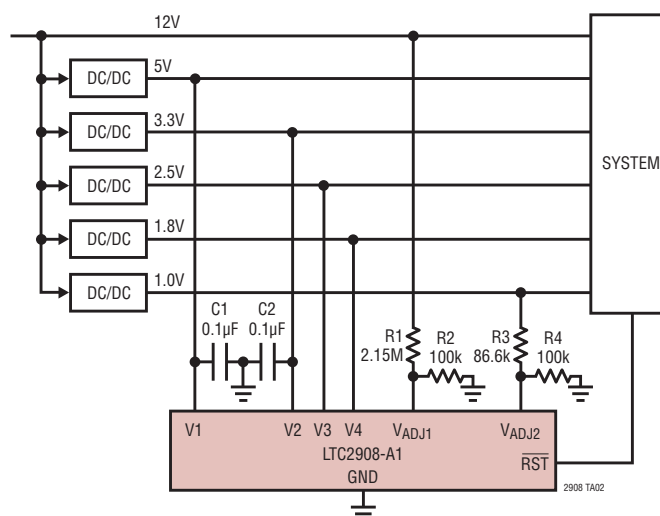 12V
DC/DC
5V
DC/DC
3.3V
DC/DC
2.5V
SYSTEM
DC/DC
1.8V
DC/DC
1.0V
C1
0.1µF
C2
0.1µF
R1
2.15M
R2
100k
R3
86.6k
R4
100k
V1
V2
V3
V4
VADJ1
VADJ2
LTC2908-A1
RST
GND
2908 TA02